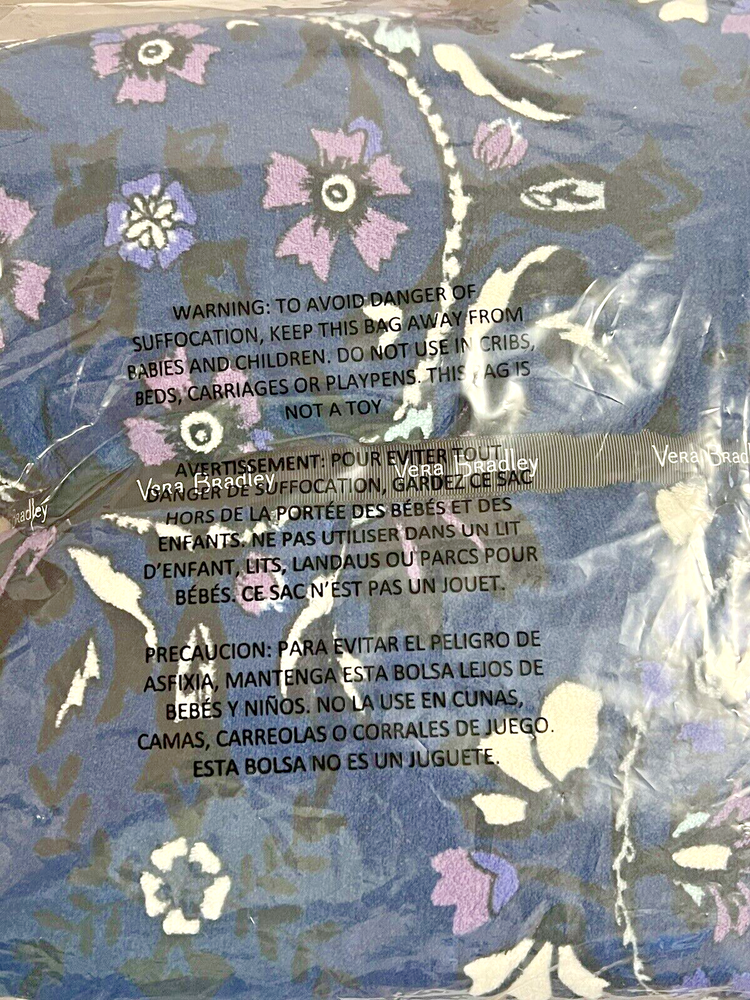 WARNING: TO AVOID DANGER OF
SUFFOCATION, KEEP THIS BAG AWAY FROM
BABIES AND CHILDREN. DO NOT USE IN CRIBS,
BEDS, CARRIAGES OR PLAYPENS. THIS BAG IS
NOT A TOY
AVERTISSEMENT: POUR EVITER TOUT
DANGER DE SUFFOCATION, GARDEZ CE SAC
HORS DE LA PORTÉE DES BÉBÉS ET DES
ENFANTS. NE PAS UTILISER DANS UN LIT
D'ENFANT, LITS, LANDAUS OU PARCS POUR
BÉBÉS. CE SAC N'EST PAS UN JOUET.
PRECAUCION: PARA EVITAR EL PELIGRO DE
ASFIXIA, MANTENGA ESTA BOLSA LEJOS DE
BEBÉS Y NIÑOS. NO LA USE EN CUNAS,
CAMAS, CARREOLAS O CORRALES DE JUEGO.
ESTA BOLSA NO ES UN JUGUETE.
Bradley Vera Bradley Vera Bradley Vera Bradley